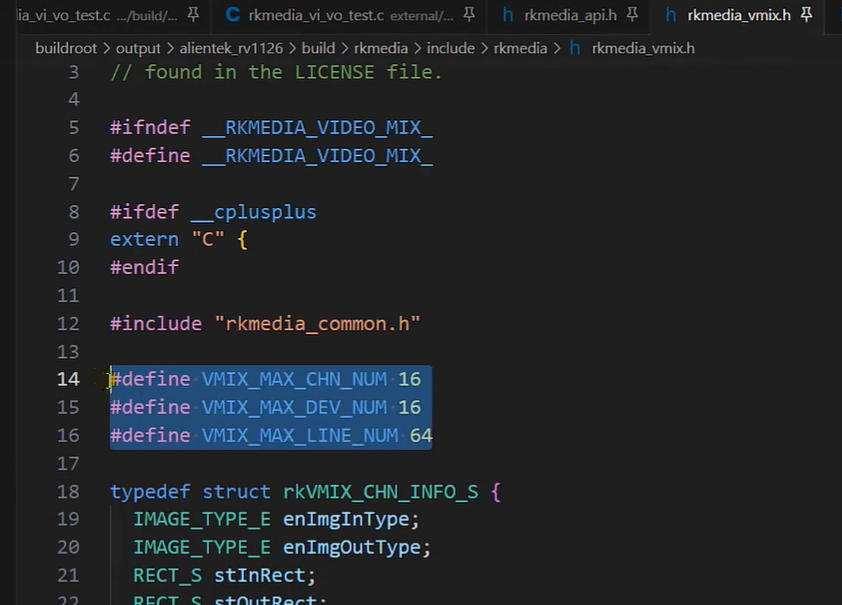 ia_vi_vo_test.c .../build/... rkmedia_vi_vo_test.c external/... rkmedia_api.h rkmedia_vmix.h
buildroot > output > alientek_rv1126 > build > rkmedia > include > rkmedia > h rkmedia_vmix.h
3 // found in the LICENSE file.
4
5 #ifndef __RKMEDIA_VIDEO_MIX_
6 #define __RKMEDIA_VIDEO_MIX_
7
8 #ifdef __cplusplus
9 extern "C" {
10 #endif
11
12 #include "rkmedia_common.h"
13
14 #define VMIX_MAX_CHN_NUM 16
15 #define VMIX_MAX_DEV_NUM 16
16 #define VMIX_MAX_LINE_NUM 64
17
18 typedef struct rkVMIX_CHN_INFO_S {
19 IMAGE_TYPE_E enImgInType;
20 IMAGE_TYPE_E enImgOutType;
21 RECT_S stInRect;
22 RECT_S stOutRect;